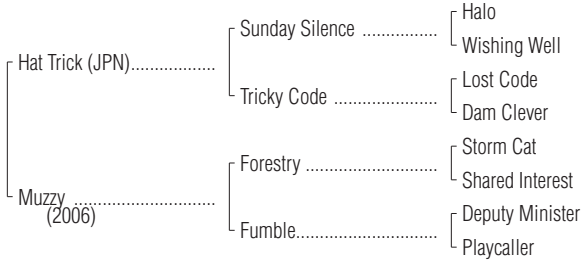 Halo
Sunday Silence .................
Wishing Well
Hat Trick (JPN)...................
Lost Code
Tricky Code .......................
Dam Clever
Storm Cat
Forestry .............................
Shared Interest
Muzzy ................................
(2006)
Deputy Minister
Fumble................................
Playcaller